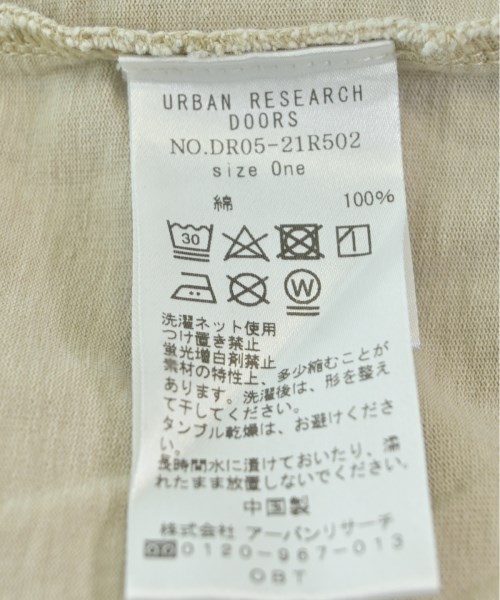 URBAN RESEARCH
DOORS
NO.DR05-21R502
size One
綿 100%
30
W
洗濯ネット使用
つけ置き禁止
蛍光増白剤禁止
素材の特性上、多少縮むことが
あります。洗濯後は、形を整え
て干してください。
タンブル乾燥は、お避けくださ
い。
長時間水に漬けておいたり、濡
れたまま放置しないでください。
中国製
株式会社 アーバンリサーチ
0120-967-013
OBT